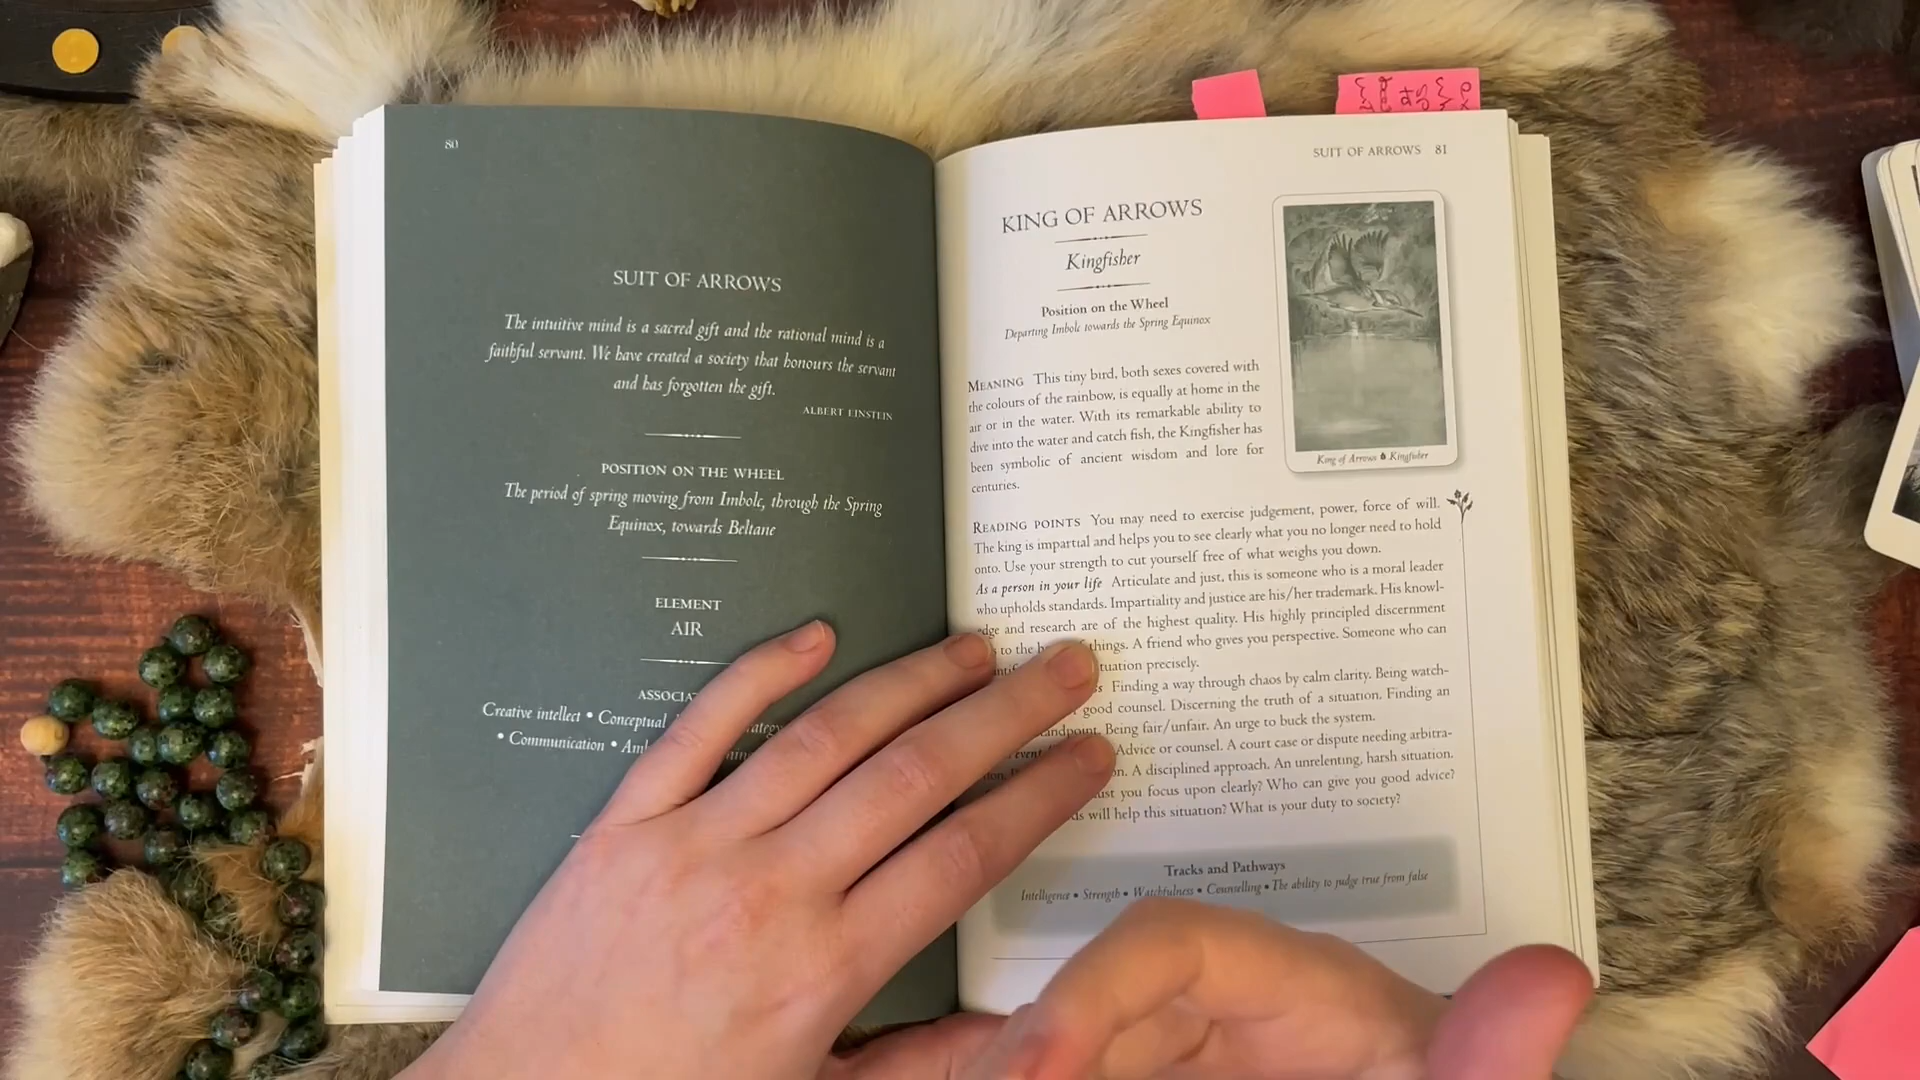 80
SUIT OF ARROWS
The intuitive mind is a sacred gift and the rational mind is a
faithful servant. We have created a society that honours the servant
and has forgotten the gift.
ALBERT EINSTEIN
POSITION ON THE WHEEL
The period of spring moving from Imbolc, through the Spring
Equinox, towards Beltane
ELEMENT
AIR
Creative intellect • Conceptual
• Communication •
SUIT OF ARROWS 81
KING OF ARROWS
Kingfisher
Position on the Wheel
Departing Imbolc towards the Spring Equinox
King of Arrows Kingfisher
MEANING This tiny bird, both sexes covered with
the colours of the rainbow, is equally at home in the
air or in the water. With its remarkable ability to
dive into the water and catch fish, the Kingfisher has
been symbolic of ancient wisdom and lore for
centuries.
READING POINTS You may need to exercise judgement, power, force of will.
The king is impartial and helps you to see clearly what you no longer need to hold
onto. Use your strength to cut yourself free of what weighs you down.
As a person in your life Articulate and just, this is someone who is a moral leader
who upholds standards. Impartiality and justice are his/her trademark. His knowl-
edge and research are of the highest quality. His highly principled discernment
to the things. A friend who gives you perspective. Someone who can
precisely.
Finding a way through chaos by calm clarity. Being watch-
good counsel. Discerning the truth of a situation. Finding an
Being fair/unfair. An urge to buck the system.
event Advice or counsel. A court case or dispute needing arbitra-
A disciplined approach. An unrelenting, harsh situation.
you focus upon clearly? Who can give you good advice?
will help this situation? What is your duty to society?
Tracks and Pathways
Intelligence • Strength • Watchfulness • Counselling • The ability to judge true from false